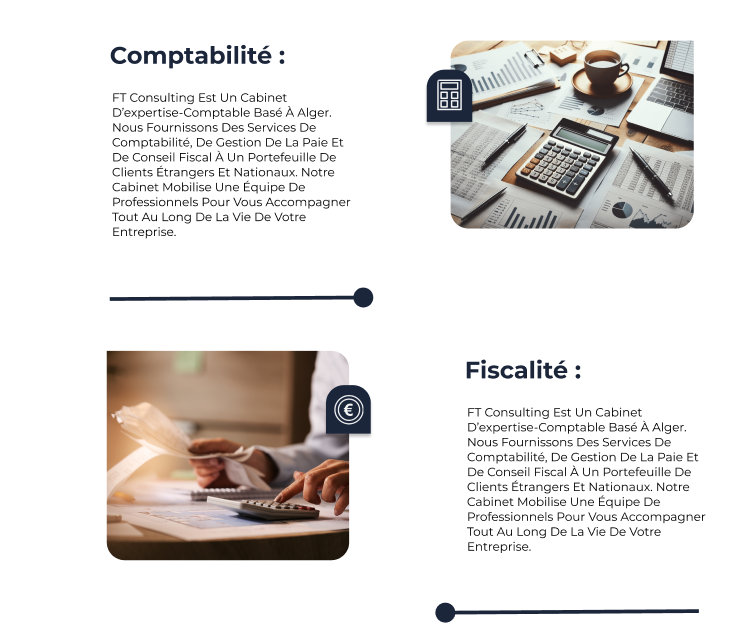 Comptabilité :
FT Consulting Est Un Cabinet
D'expertise-Comptable Basé À Alger.
Nous Fournissons Des Services De
Comptabilité, De Gestion De La Paie Et
De Conseil Fiscal À Un Portefeuille De
Clients Étrangers Et Nationaux. Notre
Cabinet Mobilise Une Équipe De
Professionnels Pour Vous Accompagner
Tout Au Long De La Vie De Votre
Entreprise.
€
Fiscalité :
FT Consulting Est Un Cabinet
D'expertise-Comptable Basé À Alger.
Nous Fournissons Des Services De
Comptabilité, De Gestion De La Paie Et
De Conseil Fiscal À Un Portefeuille De
Clients Étrangers Et Nationaux. Notre
Cabinet Mobilise Une Équipe De
Professionnels Pour Vous Accompagner
Tout Au Long De La Vie De Votre
Entreprise.